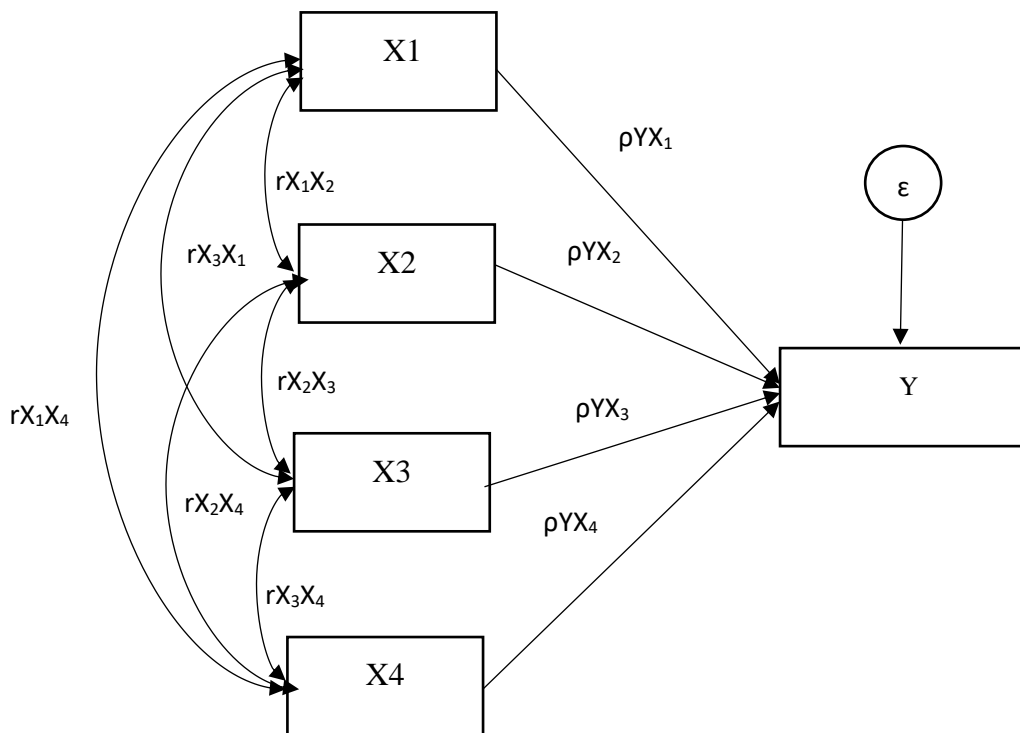 X1
ρYX₁
ε
rX₁X₂
rX₃X₁
X2
ρYX₂
rX₂X₃
Y
rX₁X₄
ρYX₃
X3
rX₂X₄
ρYX₄
rX₃X₄
X4